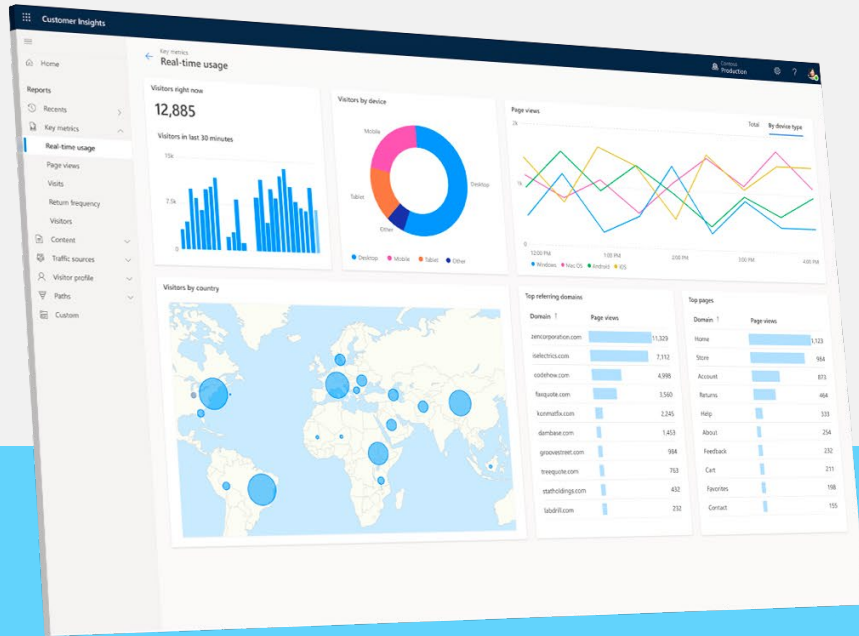 Customer Insights
Contoso
Production
?
Home
Reports
Recents
Key metrics
Real-time usage
Page views
Visits
Return frequency
Visitors
Content
Traffic sources
Visitor profile
Paths
Custom
Key metrics
Real-time usage
Visitors right now
12,885
Visitors in last 30 minutes
15k
7.5k
0
Visitors by device
Mobile
Desktop
Tablet
Other
Desktop Mobile Tablet Other
Page views
Total By device type
2k
1k
0
12:00 PM 1:00 PM 2:00 PM 3:00 PM 4:00 PM
Windows Mac OS Android iOS
Visitors by country
Top referring domains
Domain ↑ Page views
zencorporation.com 11,329
iselectrics.com 7,112
codehow.com 4,998
faxquote.com 3,560
konmatfix.com 2,245
dambase.com 1,453
groovestreet.com 984
treequote.com 763
statholdings.com 432
labdrill.com 232
Top pages
Domain ↑ Page views
Home 1,123
Store 984
Account 873
Returns 464
Help 333
About 254
Feedback 232
Cart 211
Favorites 198
Contact 155